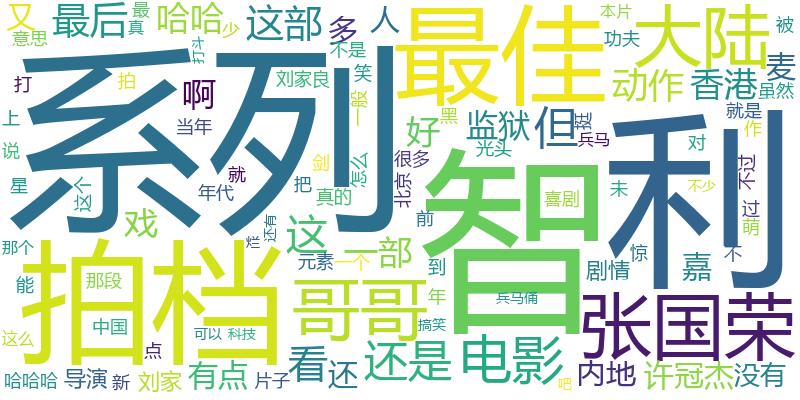 又
意思
最后
最
真
哈哈
少
打斗
这部
多
不是
人
最佳
大陆
本片
功夫
被
系列
打
上
说
星
这个
啊
当年
就
年代
刘家良
笑
一般
拍
剑
真的
把
怎么
好
很多
北京
黑
监狱
光头
但
挺
兵马
动作
香港
虽然
麦
就是
作
对
不少
不过
过
萌
不
未
惊
利
智
喜剧
前
戏
还有
这
一部
到
元素
一个
哥哥
年
剧情
嘉
那个
能
这么
拍档
那段
中国
点
可以
科技
搞笑
兵马俑
张国荣
哈哈哈
导演
新
刘家
有点
片子
看
还
还是
电影
吧
内地
许冠杰
没有